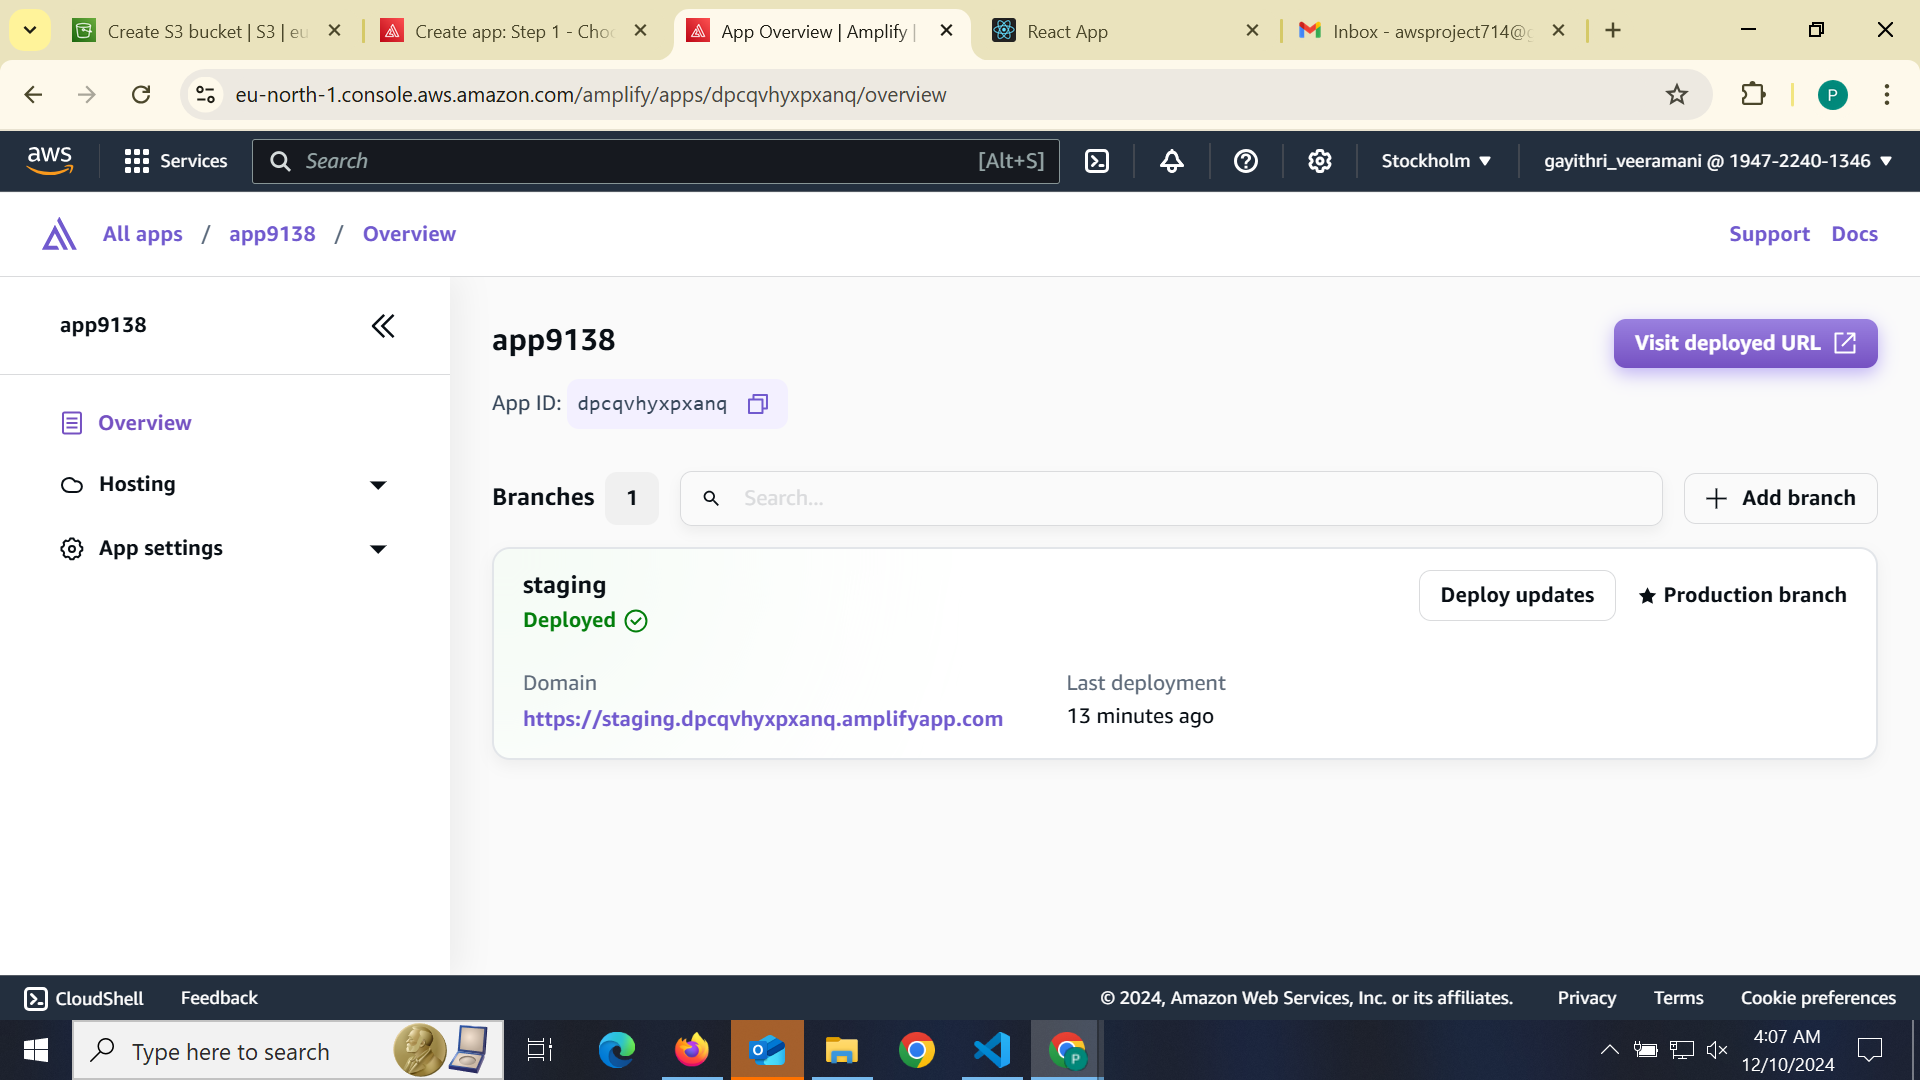 Create S3 bucket | S3 | eu
Create app: Step 1 - Choo
App Overview | Amplify |
React App
Inbox - awsproject714@g
eu-north-1.console.aws.amazon.com/amplify/apps/dpcqvhyxpxanq/overview
P
aws
Services
Search
[Alt+S]
Stockholm
gayithri_veeramani @ 1947-2240-1346
All apps / app9138 / Overview
Support
Docs
app9138
Overview
Hosting
App settings
app9138
Visit deployed URL
App ID: dpcqvhyxpxanq
Branches 1
Search...
Add branch
staging
Deployed
Deploy updates
Production branch
Domain
https://staging.dpcqvhyxpxanq.amplifyapp.com
Last deployment
13 minutes ago
CloudShell
Feedback
© 2024, Amazon Web Services, Inc. or its affiliates.
Privacy
Terms
Cookie preferences
Type here to search
P
4:07 AM
12/10/2024